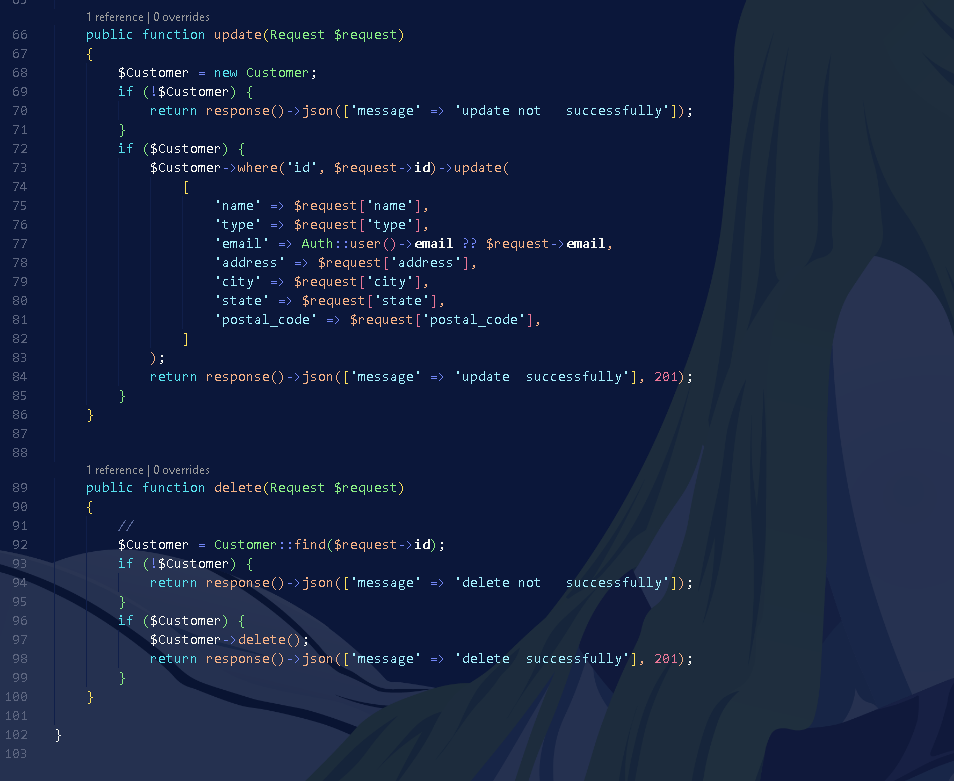 1 reference | 0 overrides
66 public function update(Request $request)
67 {
68 $Customer = new Customer;
69 if (!$Customer) {
70 return response()->json(['message' => 'update not   successfully']);
71 }
72 if ($Customer) {
73 $Customer->where('id', $request->id)->update(
74 [
75 'name' => $request['name'],
76 'type' => $request['type'],
77 'email' => Auth::user()->email ?? $request->email,
78 'address' => $request['address'],
79 'city' => $request['city'],
80 'state' => $request['state'],
81 'postal_code' => $request['postal_code'],
82 ]
83 );
84 return response()->json(['message' => 'update  successfully'], 201);
85 }
86 }
87
88
1 reference | 0 overrides
89 public function delete(Request $request)
90 {
91 //
92 $Customer = Customer::find($request->id);
93 if (!$Customer) {
94 return response()->json(['message' => 'delete not   successfully']);
95 }
96 if ($Customer) {
97 $Customer->delete();
98 return response()->json(['message' => 'delete  successfully'], 201);
99 }
100 }
101
102 }
103